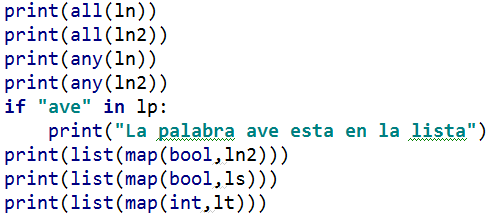 print(all(ln))
print(all(ln2))
print(any(ln))
print(any(ln2))
if "ave" in lp:
    print("La palabra ave esta en la lista")
print(list(map(bool,ln2)))
print(list(map(bool,ls)))
print(list(map(int,lt)))